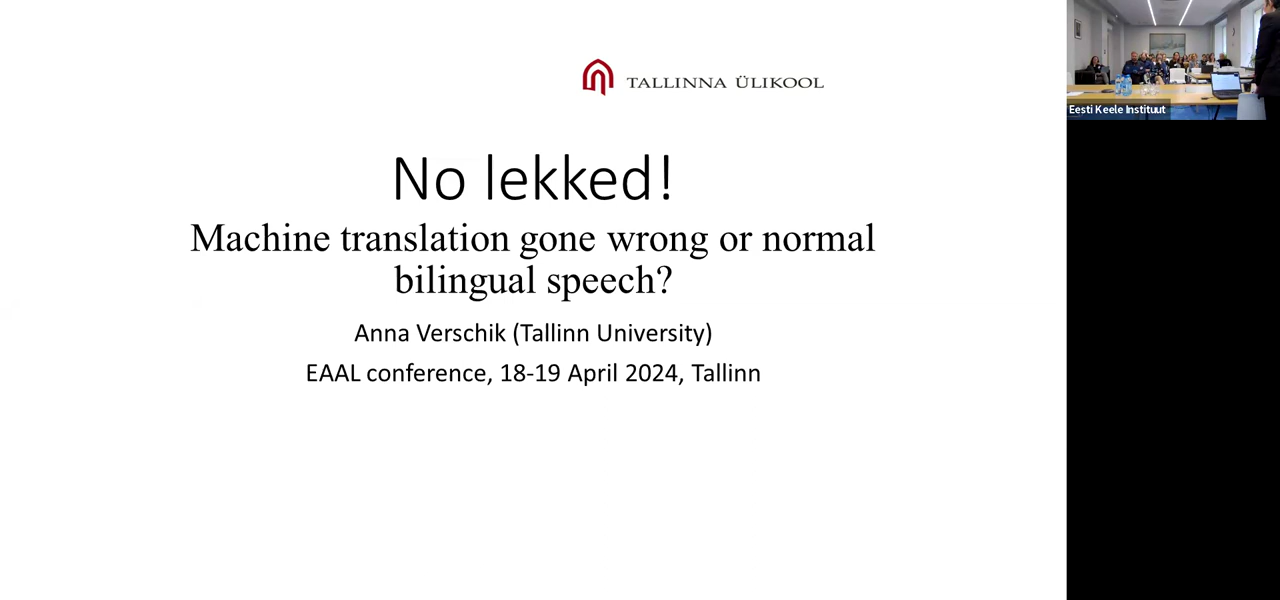 TALLINNA ÜLIKOOL
No lekked!
Machine translation gone wrong or normal
bilingual speech?
Anna Verschik (Tallinn University)
EAAL conference, 18-19 April 2024, Tallinn
Eesti Keele Instituut